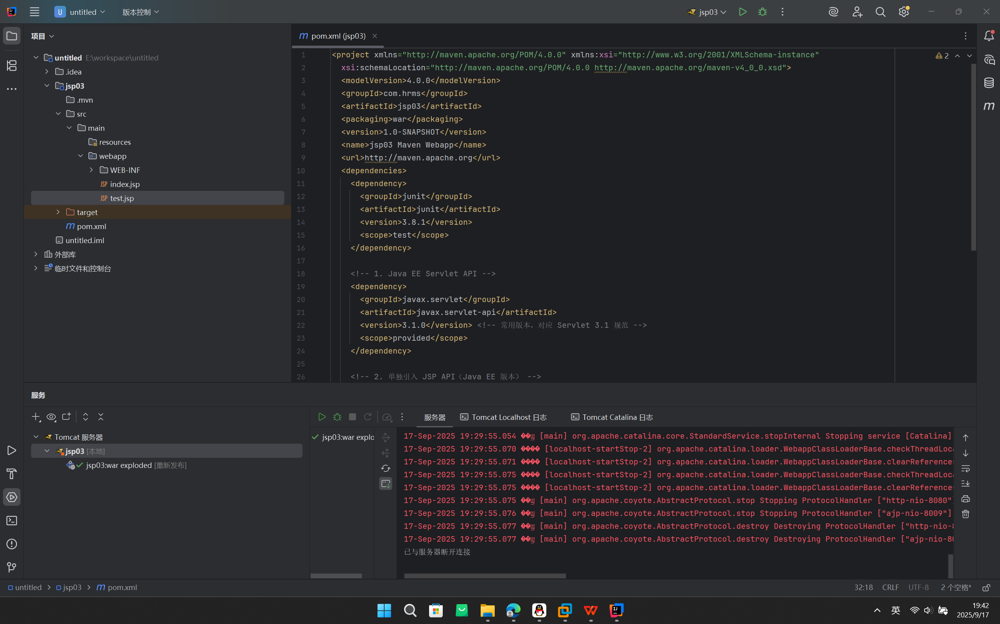 U untitled 版本控制 jsp03
项目
pom.xml (jsp03)
untitled E:\workspace\untitled
.idea
jsp03
.mvn
src
main
resources
webapp
WEB-INF
JSP index.jsp
JSP test.jsp
target
pom.xml
untitled.iml
外部库
临时文件和控制台
2
1 <project xmlns="http://maven.apache.org/POM/4.0.0" xmlns:xsi="http://www.w3.org/2001/XMLSchema-instance"
2 xsi:schemaLocation="http://maven.apache.org/POM/4.0.0 http://maven.apache.org/maven-v4_0_0.xsd">
3 <modelVersion>4.0.0</modelVersion>
4 <groupId>com.hrms</groupId>
5 <artifactId>jsp03</artifactId>
6 <packaging>war</packaging>
7 <version>1.0-SNAPSHOT</version>
8 <name>jsp03 Maven Webapp</name>
9 <url>http://maven.apache.org</url>
10 <dependencies>
11 <dependency>
12 <groupId>junit</groupId>
13 <artifactId>junit</artifactId>
14 <version>3.8.1</version>
15 <scope>test</scope>
16 </dependency>
17
18 <!-- 1. Java EE Servlet API -->
19 <dependency>
20 <groupId>javax.servlet</groupId>
21 <artifactId>javax.servlet-api</artifactId>
22 <version>3.1.0</version> <!-- 常用版本，对应 Servlet 3.1 规范 -->
23 <scope>provided</scope>
24 </dependency>
25
26 <!-- 2. 单独引入 JSP API（Java EE 版本） -->
服务
服务器 Tomcat Localhost 日志 Tomcat Catalina 日志
Tomcat 服务器
jsp03 [本地]
jsp03:war exploded [重新发布]
jsp03:war explo
17-Sep-2025 19:29:55.054 ��Ϣ [main] org.apache.catalina.core.StandardService.stopInternal Stopping service [Catalina]
17-Sep-2025 19:29:55.070 ���� [localhost-startStop-2] org.apache.catalina.loader.WebappClassLoaderBase.checkThreadLoca
17-Sep-2025 19:29:55.071 ���� [localhost-startStop-2] org.apache.catalina.loader.WebappClassLoaderBase.clearReferences
17-Sep-2025 19:29:55.075 ���� [localhost-startStop-2] org.apache.catalina.loader.WebappClassLoaderBase.checkThreadLoca
17-Sep-2025 19:29:55.075 ���� [localhost-startStop-2] org.apache.catalina.loader.WebappClassLoaderBase.clearReferences
17-Sep-2025 19:29:55.075 ��Ϣ [main] org.apache.coyote.AbstractProtocol.stop Stopping ProtocolHandler ["http-nio-8080"]
17-Sep-2025 19:29:55.076 ��Ϣ [main] org.apache.coyote.AbstractProtocol.stop Stopping ProtocolHandler ["ajp-nio-8009"]
17-Sep-2025 19:29:55.077 ��Ϣ [main] org.apache.coyote.AbstractProtocol.destroy Destroying ProtocolHandler ["http-nio-8
17-Sep-2025 19:29:55.077 ��Ϣ [main] org.apache.coyote.AbstractProtocol.destroy Destroying ProtocolHandler ["ajp-nio-80
已与服务器断开连接
untitled > jsp03 > pom.xml
32:18 CRLF UTF-8 2 个空格*
英
19:42
2025/9/17